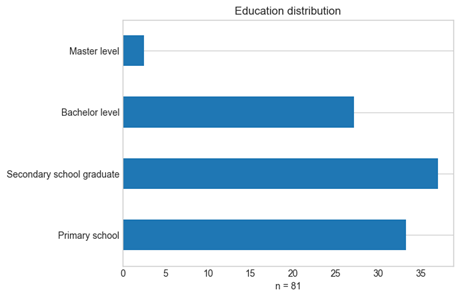 Education distribution
Master level
Bachelor level
Secondary school graduate
Primary school
0 5 10 15 20 25 30 35
n = 81